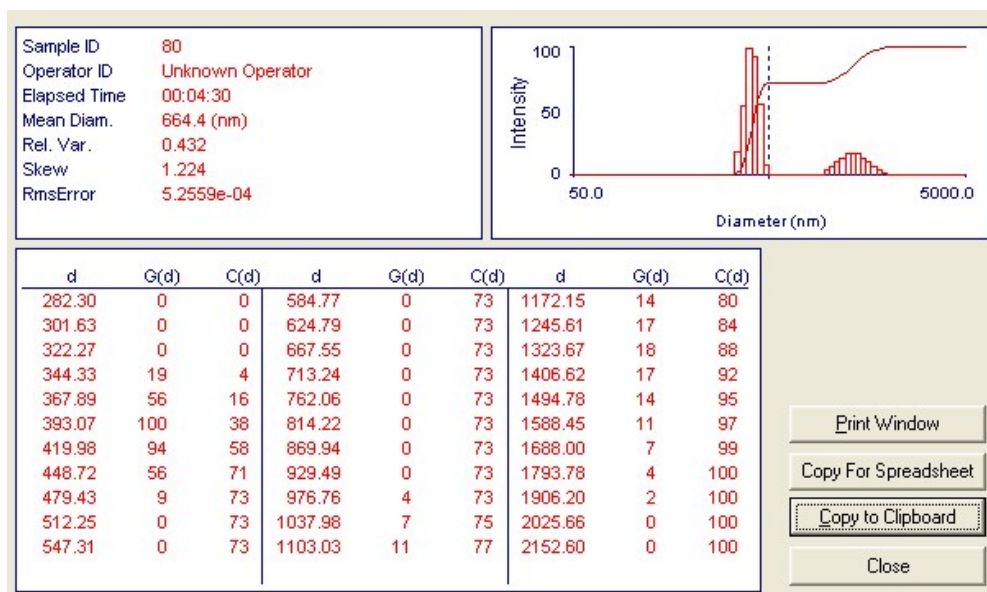 Sample ID 80
Operator ID Unknown Operator
Elapsed Time 00:04:30
Mean Diam. 664.4 (nm)
Rel. Var. 0.432
Skew 1.224
RmsError 5.2559e-04
100
50
0
Intensity
50.0 5000.0
Diameter (nm)
d G(d) C(d) d G(d) C(d) d G(d) C(d)
282.30 0 0 584.77 0 73 1172.15 14 80
301.63 0 0 624.79 0 73 1245.61 17 84
322.27 0 0 667.55 0 73 1323.67 18 88
344.33 19 4 713.24 0 73 1406.62 17 92
367.89 56 16 762.06 0 73 1494.78 14 95
393.07 100 38 814.22 0 73 1588.45 11 97
419.98 94 58 869.94 0 73 1688.00 7 99
448.72 56 71 929.49 0 73 1793.78 4 100
479.43 9 73 976.76 4 73 1906.20 2 100
512.25 0 73 1037.98 7 75 2025.66 0 100
547.31 0 73 1103.03 11 77 2152.60 0 100
Print Window
Copy For Spreadsheet
Copy to Clipboard
Close